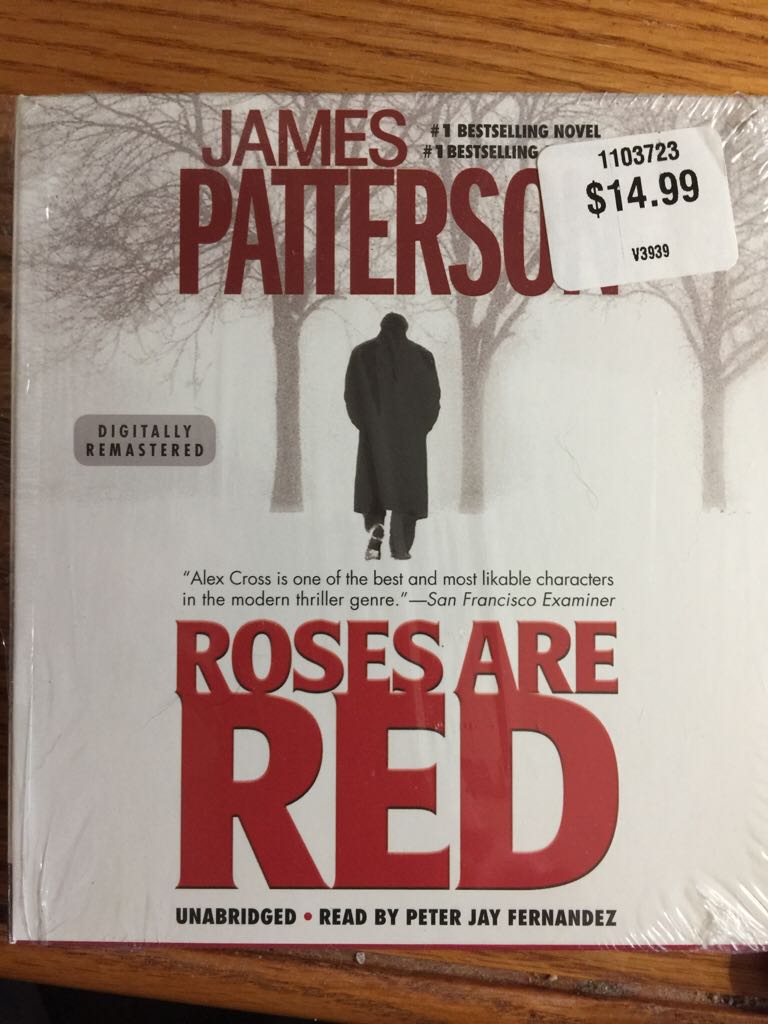 JAMES
PATTERSON
#1 BESTSELLING NOVEL
#1 BESTSELLING
1103723
$14.99
V3939
DIGITALLY
REMASTERED
“Alex Cross is one of the best and most likable characters
in the modern thriller genre.”—San Francisco Examiner
ROSES ARE
RED
UNABRIDGED • READ BY PETER JAY FERNANDEZ